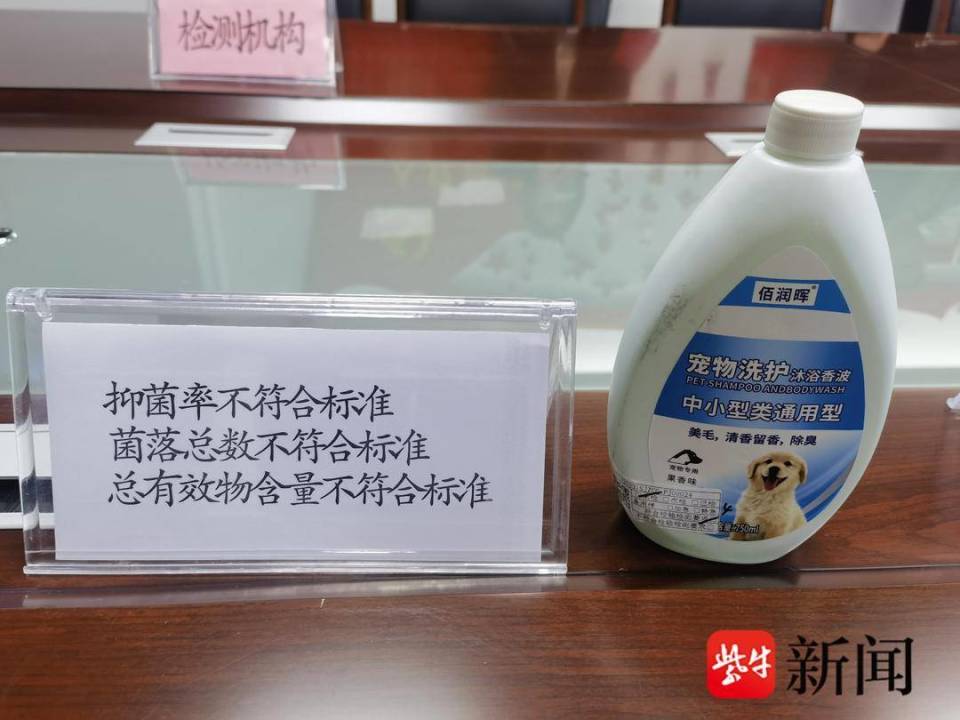 检测机构
抑菌率不符合标准
菌落总数不符合标准
总有效物含量不符合标准
佰润晖®
宠物洗护 沐浴香波
PET SHAMPOO ANDBODYWASH
中小型类通用型
美毛，清香留香，除臭
宠物专用
果香味
750ml
紫牛新闻